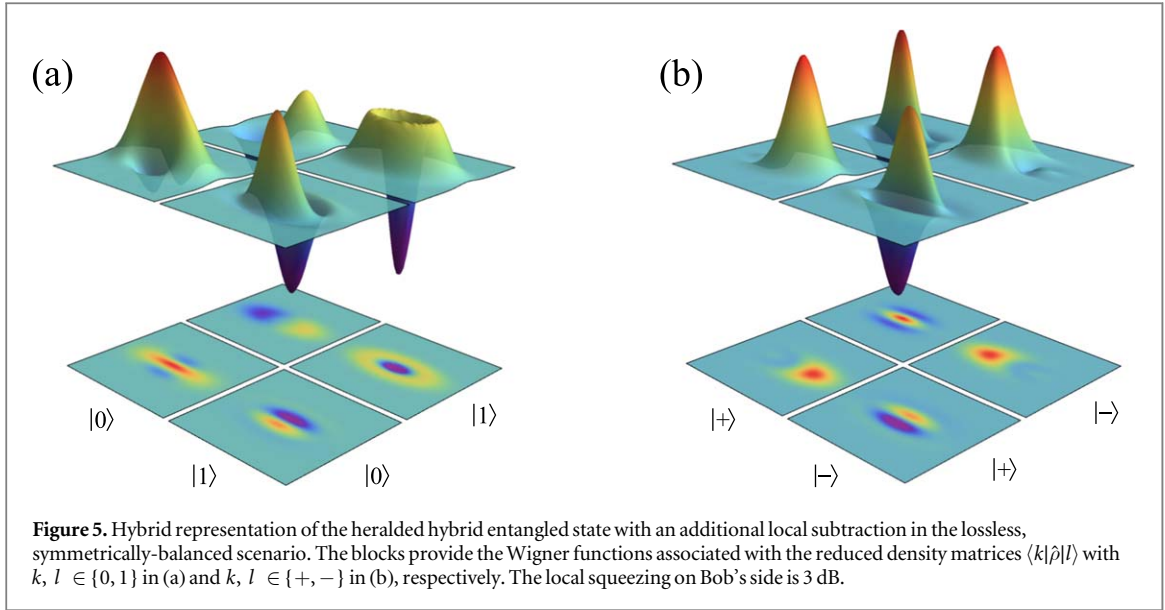 (a)
(b)
|0⟩
|1⟩
|1⟩
|0⟩
|+⟩
|−⟩
|−⟩
|+⟩
Figure 5. Hybrid representation of the heralded hybrid entangled state with an additional local subtraction in the lossless,
symmetrically-balanced scenario. The blocks provide the Wigner functions associated with the reduced density matrices ⟨k|ρ̂|l⟩ with
k, l ∈ {0, 1} in (a) and k, l ∈ {+, −} in (b), respectively. The local squeezing on Bob's side is 3 dB.